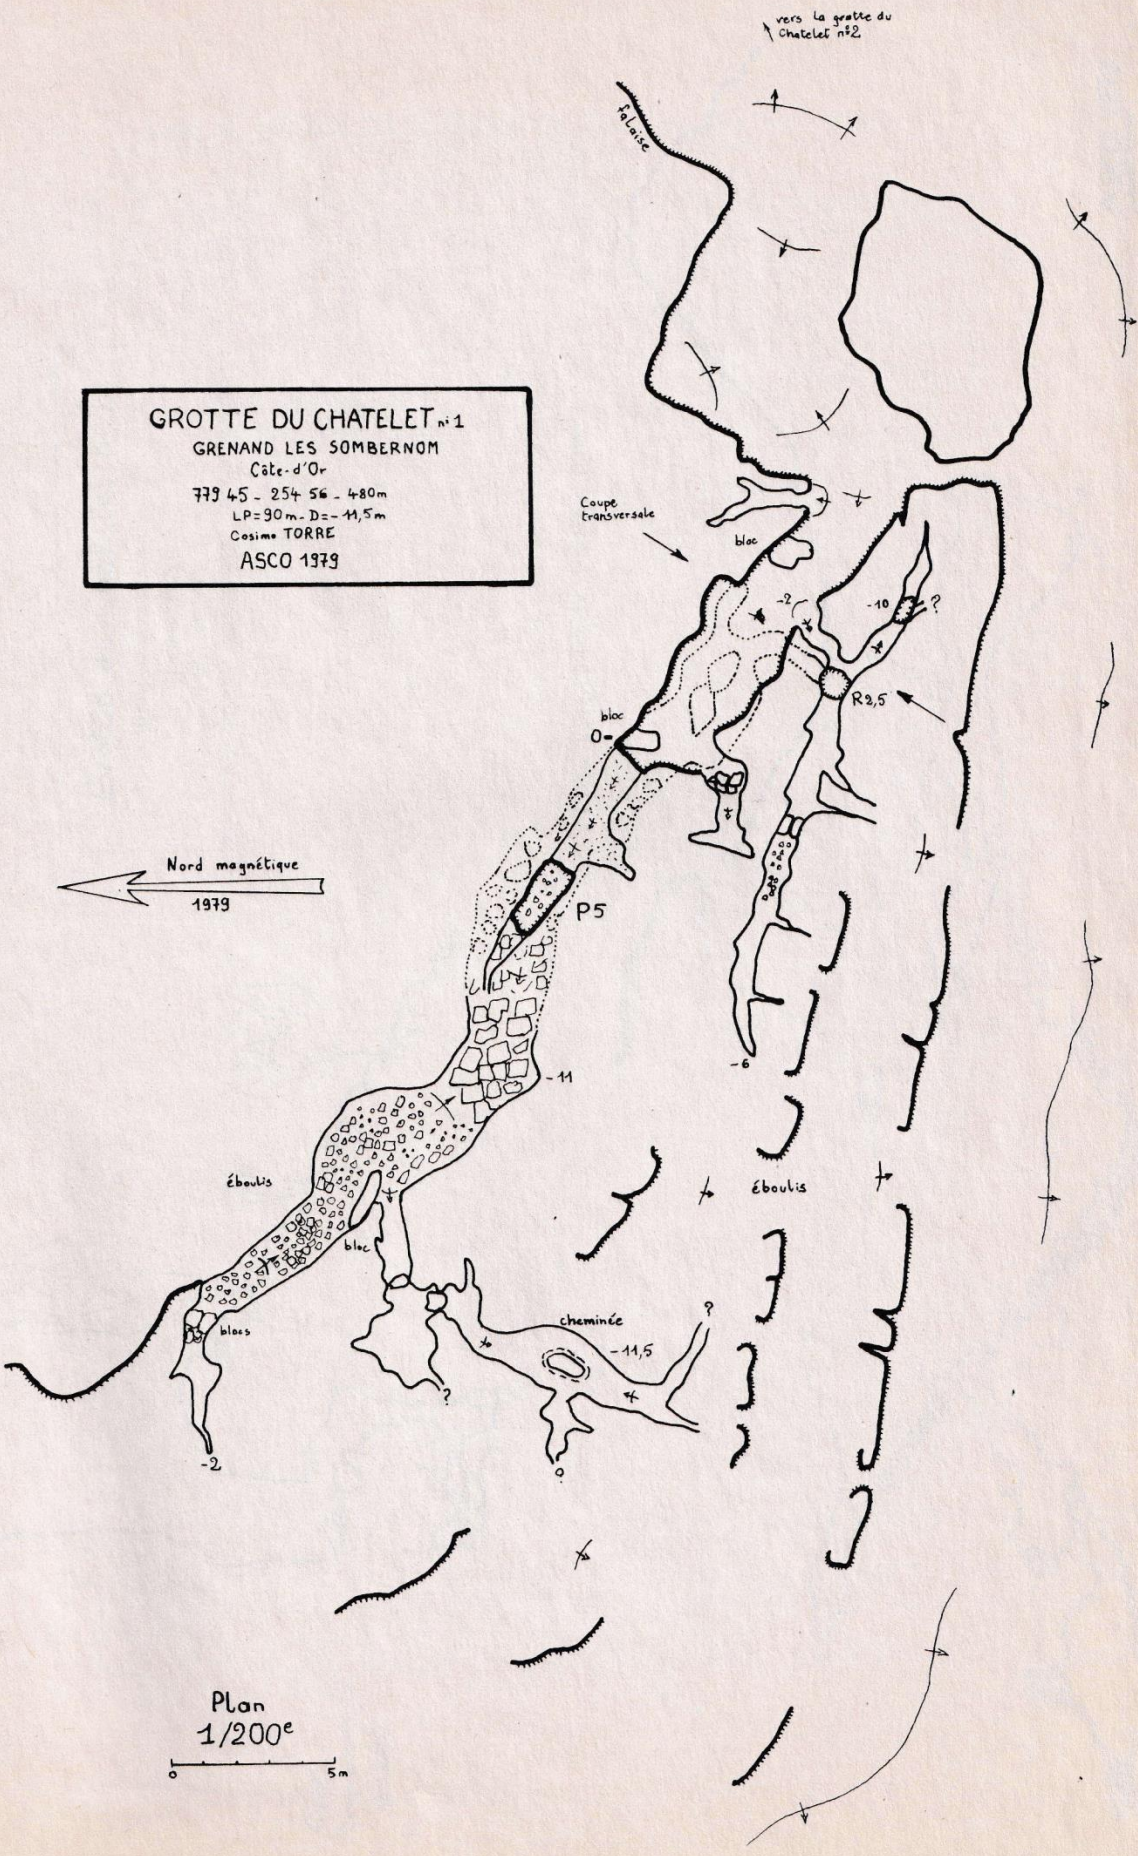 vers la grotte du
Chatelet n°2
falaise
GROTTE DU CHATELET n°1
GRENAND LES SOMBERNOM
Côte-d'Or
779 45 - 254 56 - 480m
LP=90m - D=-11,5m
Cosimo TORRE
ASCO 1979
Coupe
transversale
bloc
-2
-10
?
R2,5
bloc
0-
Nord magnétique
1979
P5
-6
-11
éboulis
éboulis
bloc
cheminée
?
-11,5
blocs
?
-2
?
Plan
1/200e
0
5m